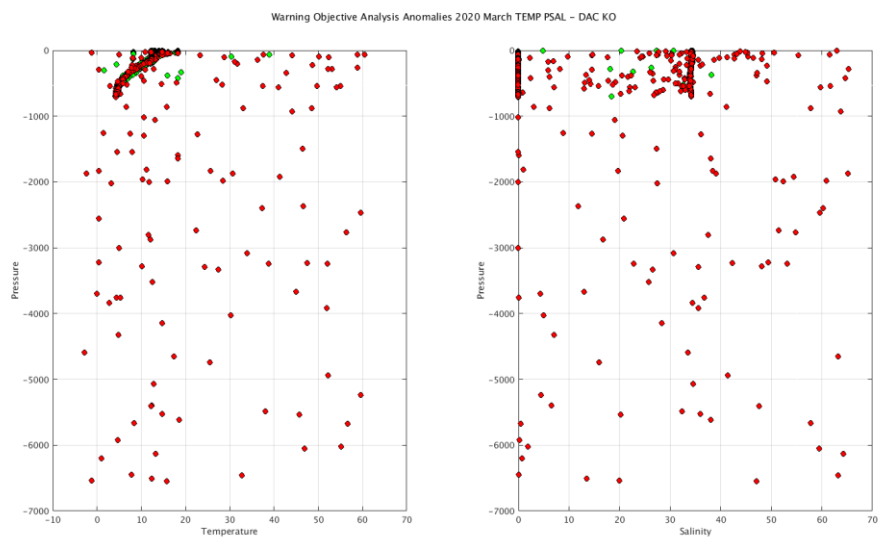 Warning Objective Analysis Anomalies 2020 March TEMP PSAL - DAC KO
0
-1000
-2000
-3000
-4000
-5000
-6000
-7000
Pressure
-10 0 10 20 30 40 50 60 70
Temperature
0
-1000
-2000
-3000
-4000
-5000
-6000
-7000
Pressure
0 10 20 30 40 50 60 70
Salinity